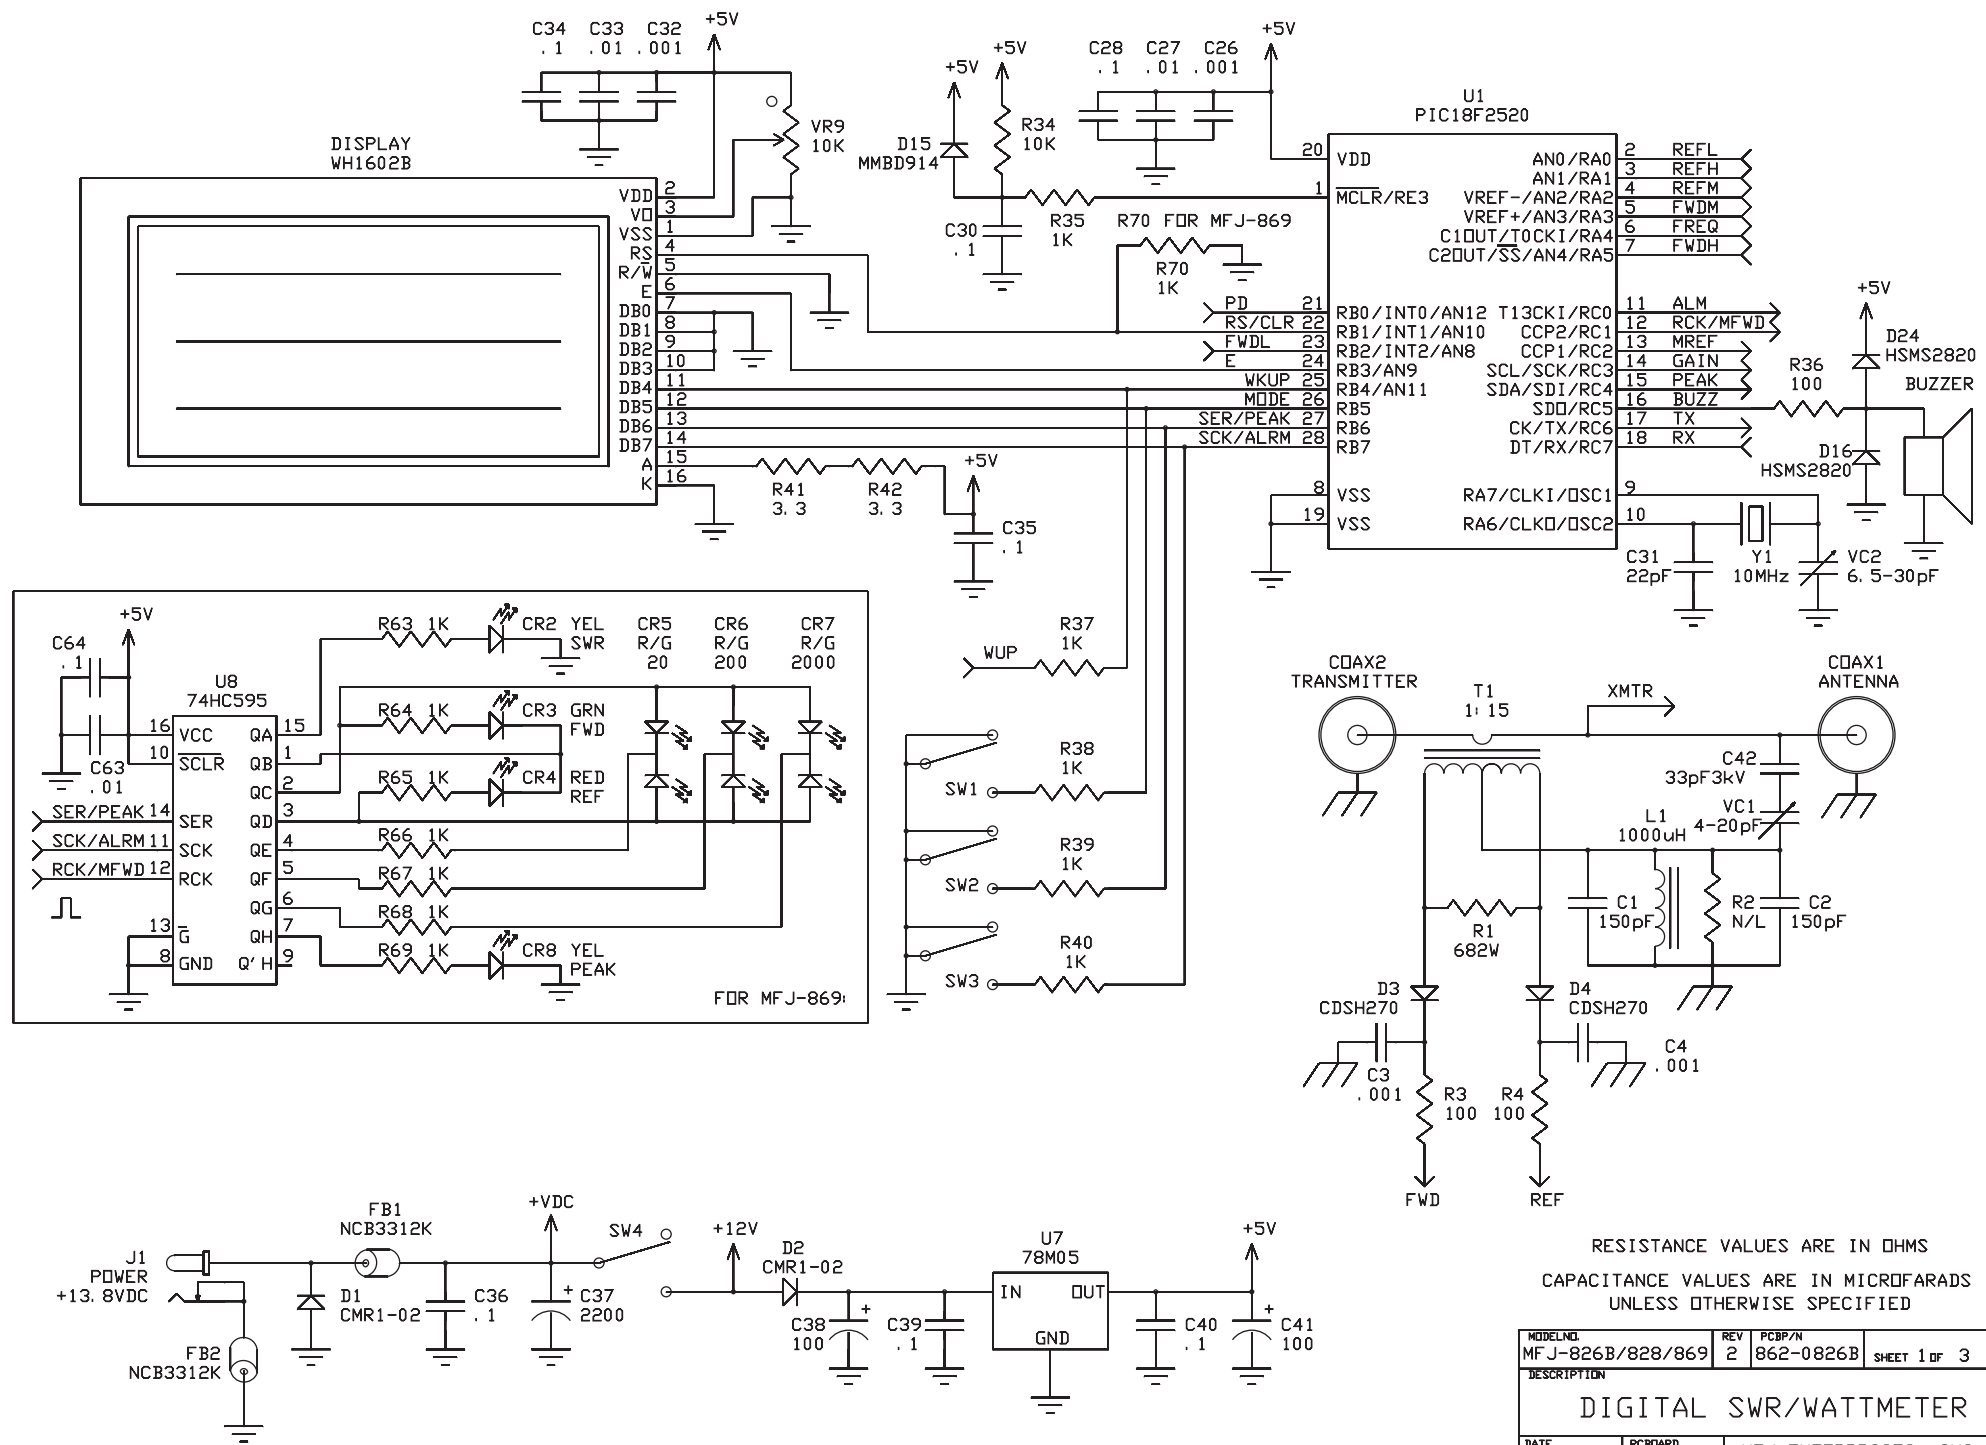 C34
.1
C33
.01
C32
.001
+5V
VR9
10K
DISPLAY
WH1602B
VDD 2
VO 3
VSS 1
RS 4
R/W 5
E 6
DB0 7
DB1 8
DB2 9
DB3 10
DB4 11
DB5 12
DB6 13
DB7 14
A 15
K 16
R41
3.3
R42
3.3
+5V
C35
.1
+5V
D15
MMBD914
+5V
R34
10K
C30
.1
R35
1K
C28
.1
C27
.01
C26
.001
+5V
R70 FOR MFJ-869
R70
1K
U1
PIC18F2520
20 VDD
1 MCLR/RE3
PD 21 RB0/INT0/AN12
RS/CLR 22 RB1/INT1/AN10
FWDL 23 RB2/INT2/AN8
E 24 RB3/AN9
WKUP 25 RB4/AN11
MODE 26 RB5
SER/PEAK 27 RB6
SCK/ALRM 28 RB7
8 VSS
19 VSS
AN0/RA0 2 REFL
AN1/RA1 3 REFH
VREF-/AN2/RA2 4 REFM
VREF+/AN3/RA3 5 FWDM
C1OUT/T0CKI/RA4 6 FREQ
C2OUT/SS/AN4/RA5 7 FWDH
T13CKI/RC0 11 ALM
CCP2/RC1 12 RCK/MFWD
CCP1/RC2 13 MREF
SCL/SCK/RC3 14 GAIN
SDA/SDI/RC4 15 PEAK
SDO/RC5 16 BUZZ
CK/TX/RC6 17 TX
DT/RX/RC7 18 RX
RA7/CLKI/OSC1 9
RA6/CLKO/OSC2 10
R36
100
+5V
D24
HSMS2820
BUZZER
D16
HSMS2820
C31
22pF
Y1
10MHz
VC2
6.5-30pF
+5V
C64
.1
C63
.01
U8
74HC595
16 VCC
10 SCLR
SER/PEAK 14 SER
SCK/ALRM 11 SCK
RCK/MFWD 12 RCK
13 G
8 GND
QA 15
QB 1
QC 2
QD 3
QE 4
QF 5
QG 6
QH 7
Q'H 9
R63 1K
CR2 YEL
SWR
R64 1K
CR3 GRN
FWD
R65 1K
CR4 RED
REF
R66 1K
R67 1K
R68 1K
R69 1K
CR8 YEL
PEAK
CR5
R/G
20
CR6
R/G
200
CR7
R/G
2000
FOR MFJ-869:
WUP
R37
1K
SW1
R38
1K
SW2
R39
1K
SW3
R40
1K
COAX2
TRANSMITTER
T1
1:15
XMTR
COAX1
ANTENNA
C42
33pF3kV
VC1
4-20pF
L1
1000uH
C1
150pF
R2
N/L
C2
150pF
R1
682W
D3
CDSH270
D4
CDSH270
C3
.001
C4
.001
R3
100
R4
100
FWD
REF
J1
POWER
+13.8VDC
FB1
NCB3312K
FB2
NCB3312K
D1
CMR1-02
C36
.1
+VDC
+
C37
2200
SW4
+12V
D2
CMR1-02
+
C38
100
C39
.1
U7
78M05
IN OUT
GND
C40
.1
+5V
+
C41
100
RESISTANCE VALUES ARE IN OHMS
CAPACITANCE VALUES ARE IN MICROFARADS
UNLESS OTHERWISE SPECIFIED
MODELNO. REV PCBP/N
MFJ-826B/828/869 2 862-0826B SHEET 1 OF 3
DESCRIPTION
DIGITAL SWR/WATTMETER
DATE PCBOARD